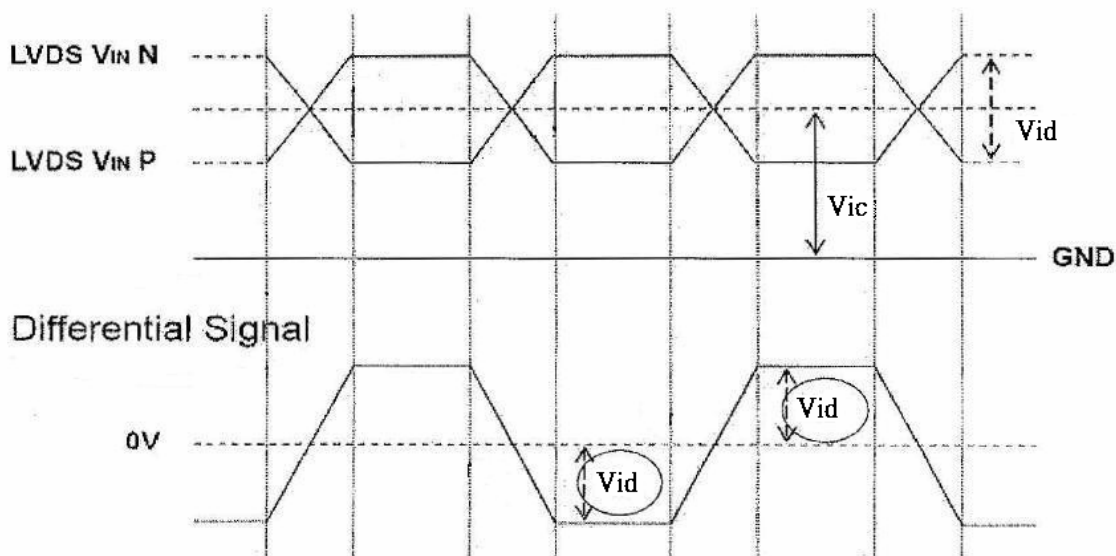 LVDS VIN N
Vid
LVDS VIN P
Vic
GND
Differential Signal
Vid
0V
Vid